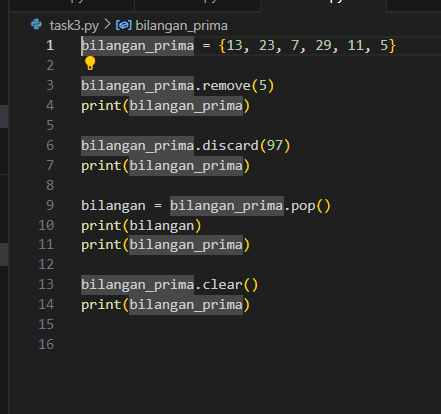 task3.py > bilangan_prima
1 bilangan_prima = {13, 23, 7, 29, 11, 5}
2
3 bilangan_prima.remove(5)
4 print(bilangan_prima)
5
6 bilangan_prima.discard(97)
7 print(bilangan_prima)
8
9 bilangan = bilangan_prima.pop()
10 print(bilangan)
11 print(bilangan_prima)
12
13 bilangan_prima.clear()
14 print(bilangan_prima)
15
16